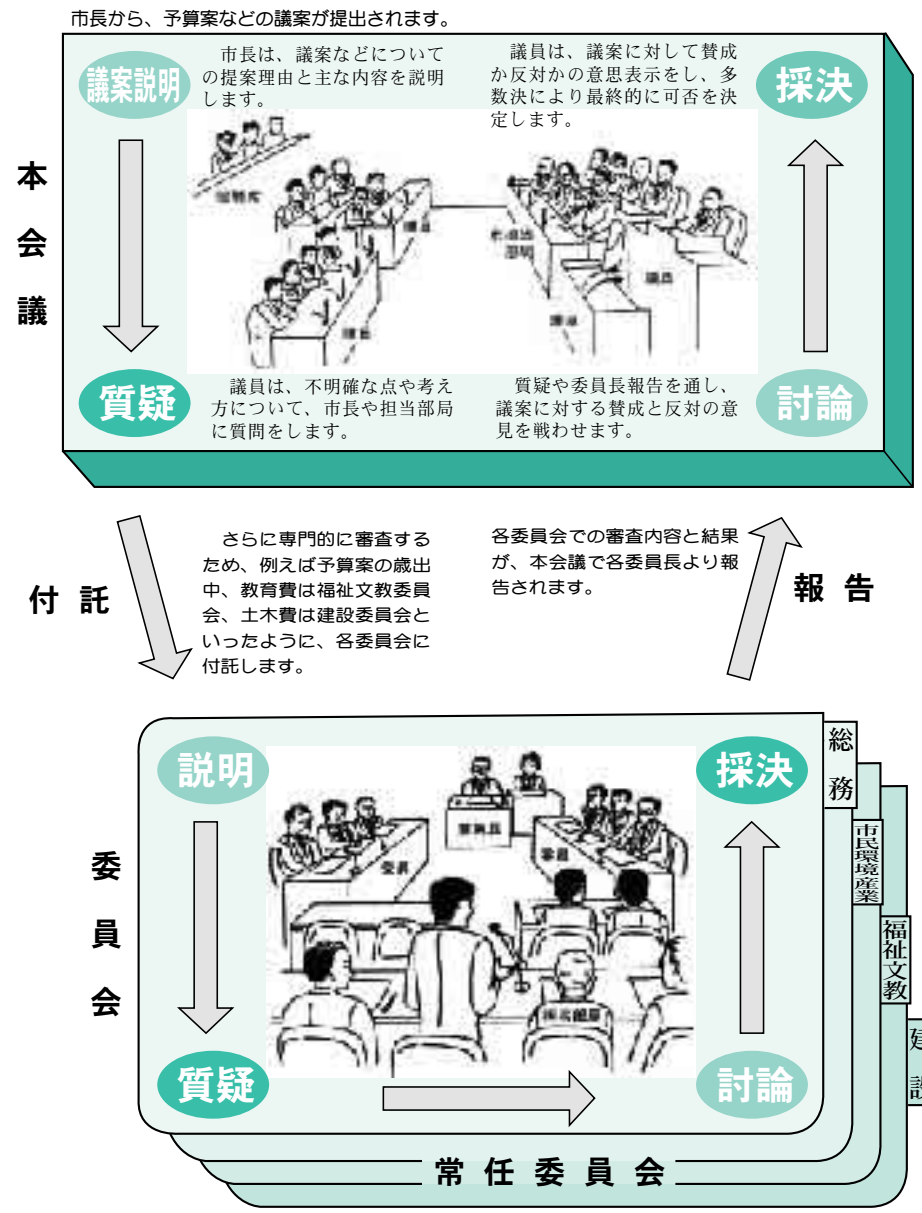 市長から、予算案などの議案が提出されます。
本会議
議案説明
市長は、議案などについて
の提案理由と主な内容を説明
します。
議員は、議案に対して賛成
か反対かの意思表示をし、多
数決により最終的に可否を決
定します。
採決
議員
議員
議員
議員
質疑
議員は、不明確な点や考え
方について、市長や担当部局
に質問をします。
質疑や委員長報告を通し、
議案に対する賛成と反対の意
見を戦わせます。
討論
付託
さらに専門的に審査する
ため、例えば予算案の歳出
中、教育費は福祉文教委員
会、土木費は建設委員会と
いったように、各委員会に
付託します。
各委員会での審査内容と結果
が、本会議で各委員長より報
告されます。
報告
委員会
説明
採決
委員長
委員
委員
質疑
討論
総務
市民環境産業
福祉文教
建設
常任委員会